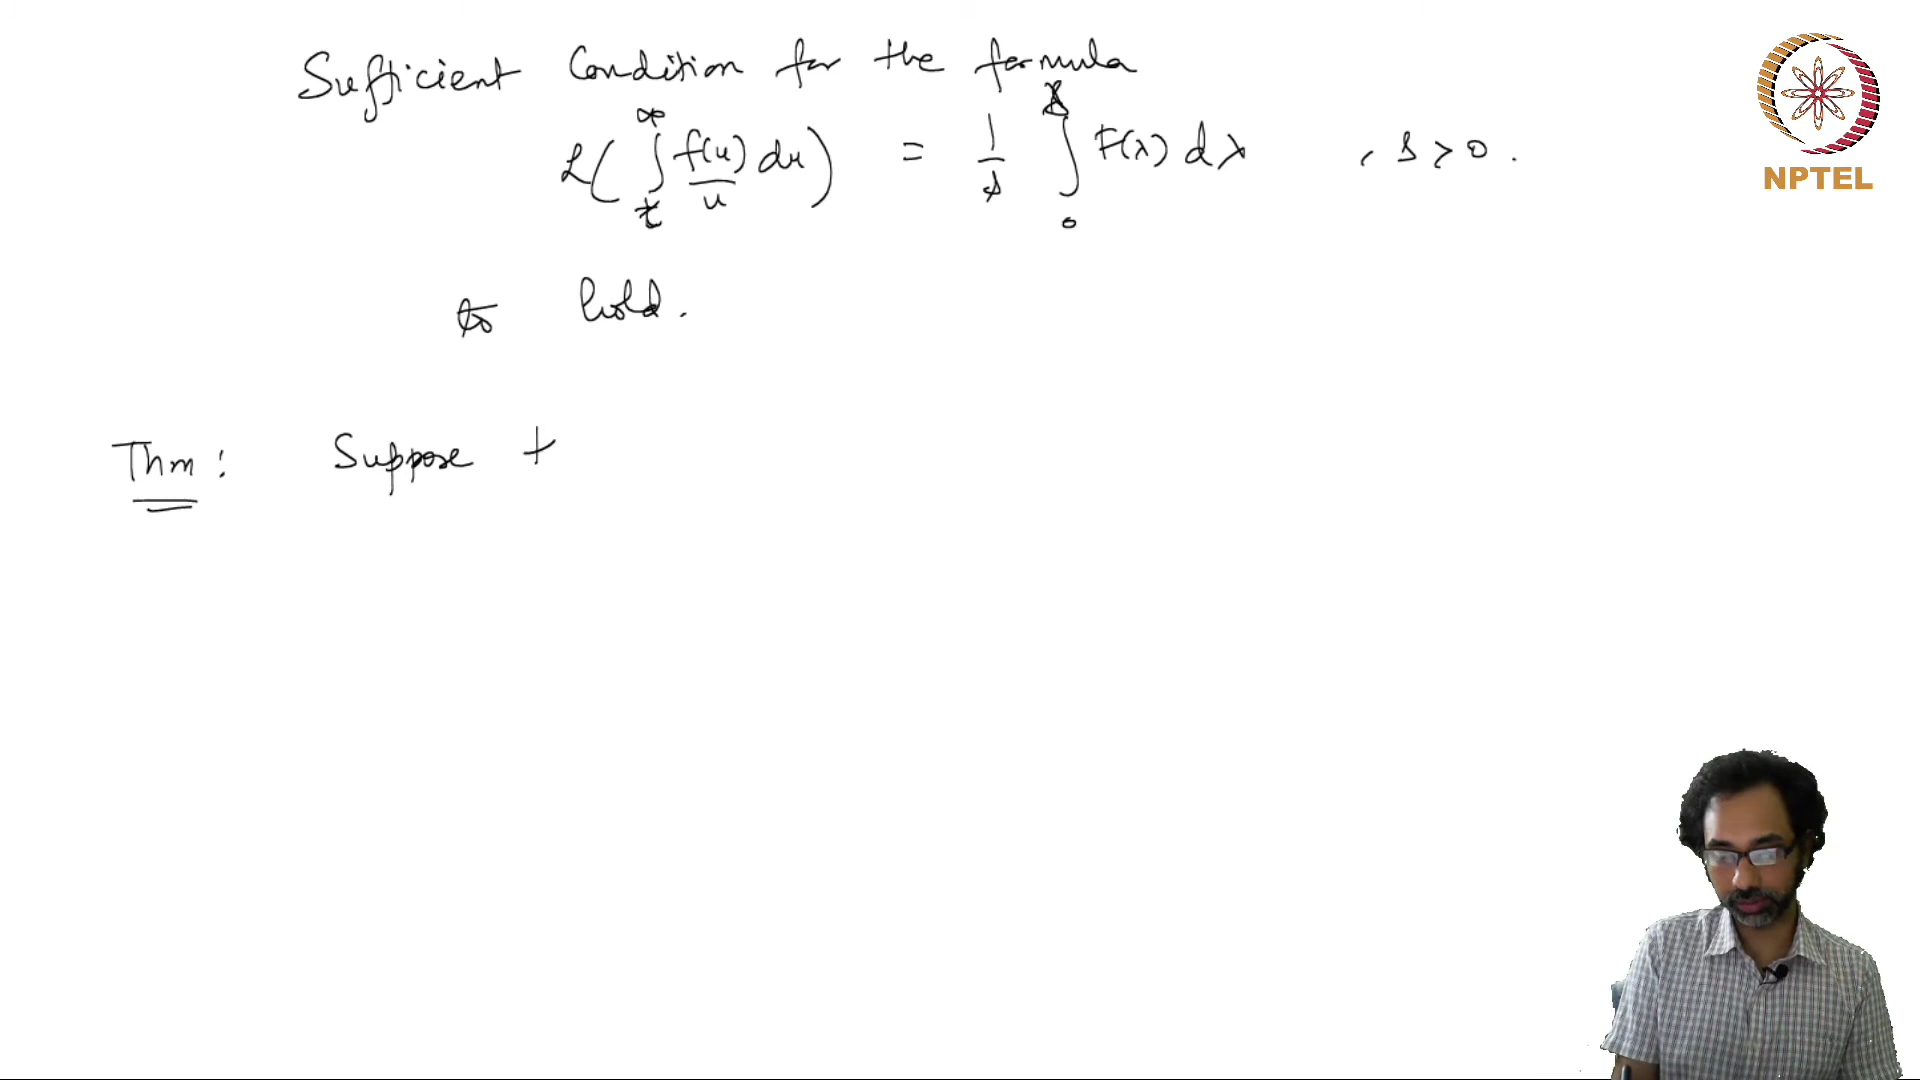 Sufficient Condition for the formula
L( ∫_t^∞ f(u)/u du ) = 1/s ∫_0^s F(λ) dλ , s > 0 .
to hold.
Thm: Suppose t
NPTEL